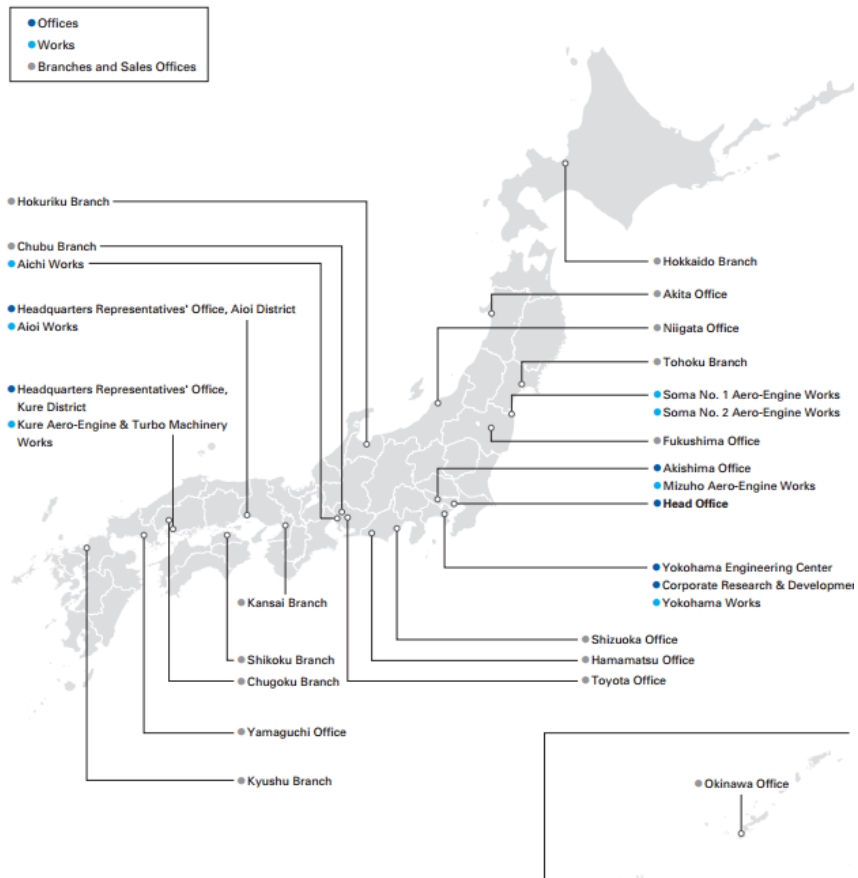 Offices
Works
Branches and Sales Offices
Hokuriku Branch
Chubu Branch
Aichi Works
Headquarters Representatives' Office, Aioi District
Aioi Works
Headquarters Representatives' Office,
Kure District
Kure Aero-Engine & Turbo Machinery
Works
Hokkaido Branch
Akita Office
Niigata Office
Tohoku Branch
Soma No. 1 Aero-Engine Works
Soma No. 2 Aero-Engine Works
Fukushima Office
Akishima Office
Mizuho Aero-Engine Works
Head Office
Yokohama Engineering Center
Corporate Research & Development
Yokohama Works
Kansai Branch
Shikoku Branch
Chugoku Branch
Yamaguchi Office
Kyushu Branch
Shizuoka Office
Hamamatsu Office
Toyota Office
Okinawa Office